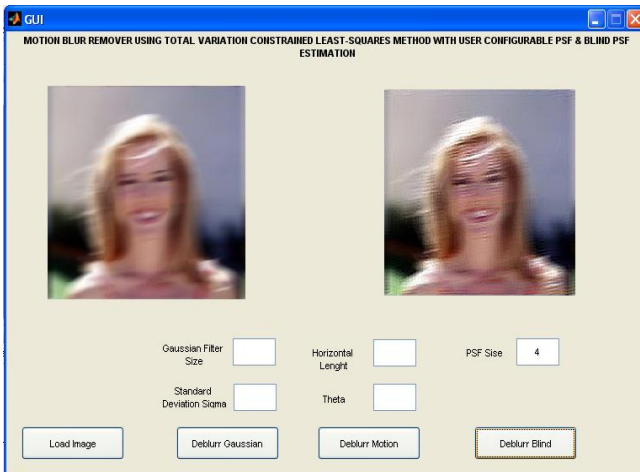 GUI
MOTION BLUR REMOVER USING TOTAL VARIATION CONSTRAINED LEAST-SQUARES METHOD WITH USER CONFIGURABLE PSF & BLIND PSF
ESTIMATION
Gaussian Filter
Size
Horizontal
Lenght
PSF Sise
4
Standard
Deviation Sigma
Theta
Load Image
Deblurr Gaussian
Deblurr Motion
Deblurr Blind